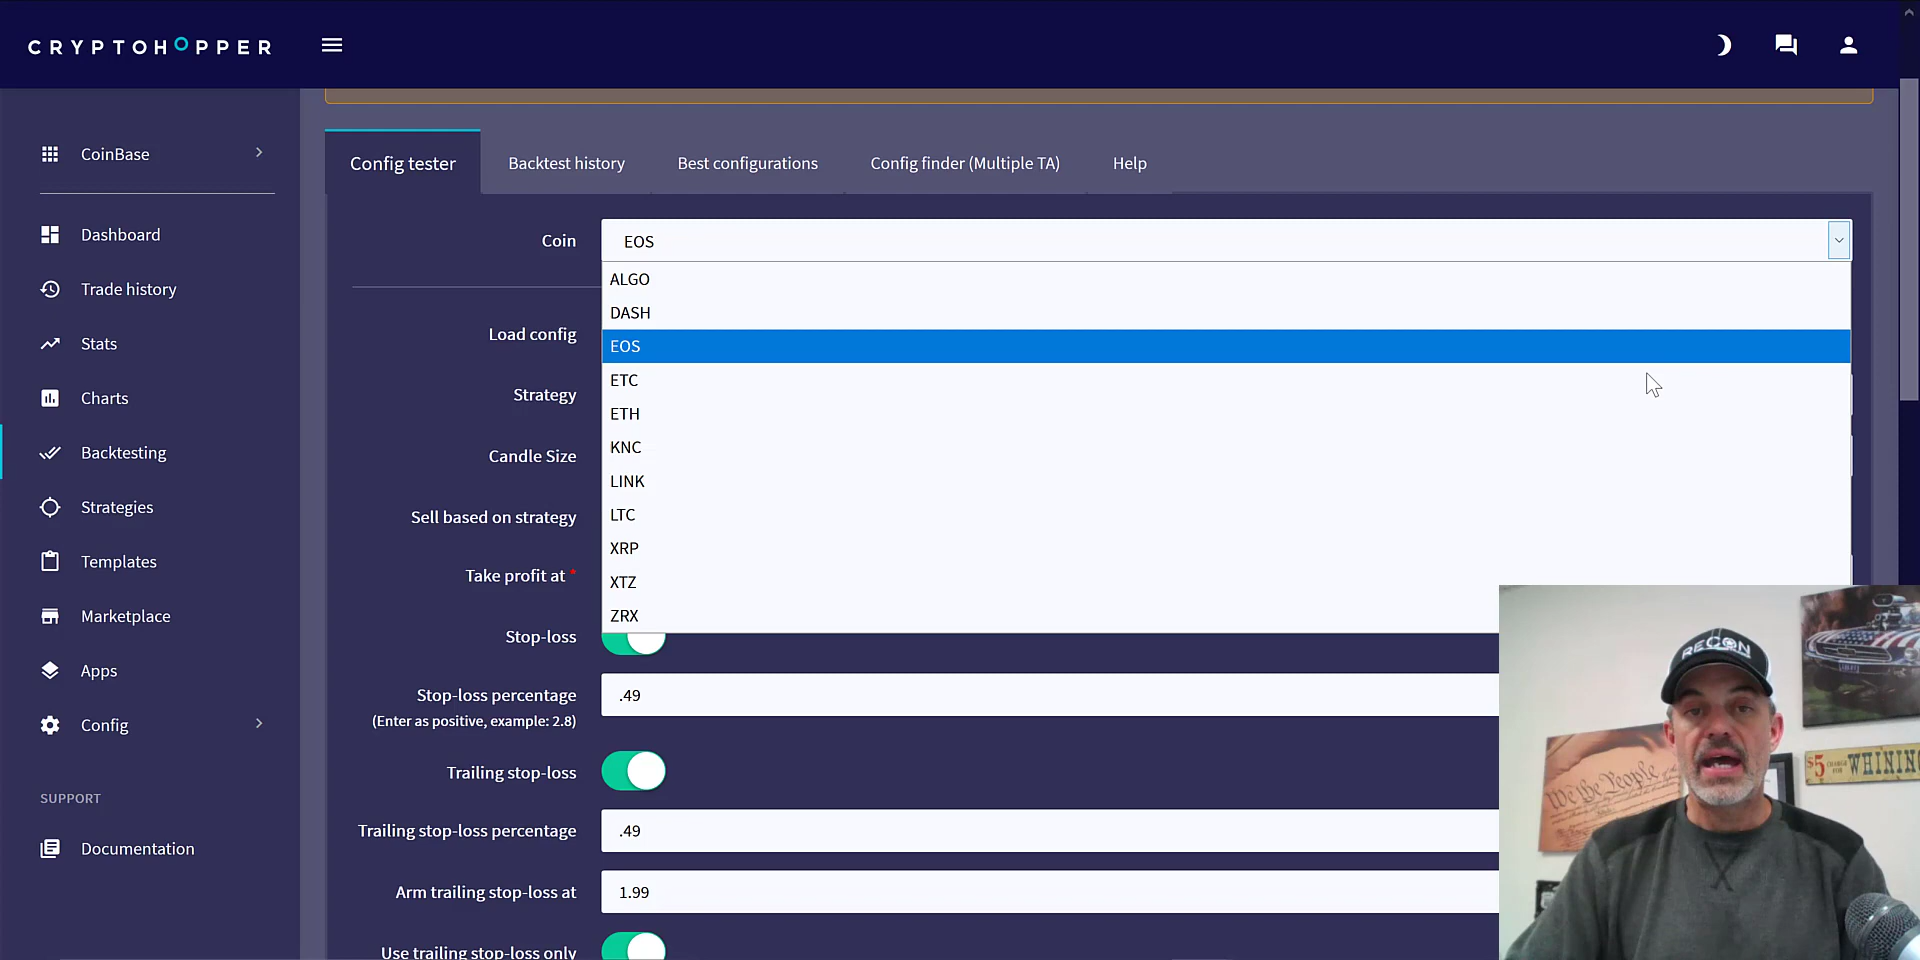 CRYPTOHOPPER
CoinBase
Dashboard
Trade history
Stats
Charts
Backtesting
Strategies
Templates
Marketplace
Apps
Config
SUPPORT
Documentation
Config tester
Backtest history
Best configurations
Config finder (Multiple TA)
Help
Coin
EOS
ALGO
DASH
EOS
ETC
ETH
KNC
LINK
LTC
XRP
XTZ
ZRX
Load config
Strategy
Candle Size
Sell based on strategy
Take profit at *
Stop-loss
Stop-loss percentage
(Enter as positive, example: 2.8)
.49
Trailing stop-loss
Trailing stop-loss percentage
.49
Arm trailing stop-loss at
1.99
Use trailing stop-loss only
RECON
We the People
$5 CHARGE FOR WHINING